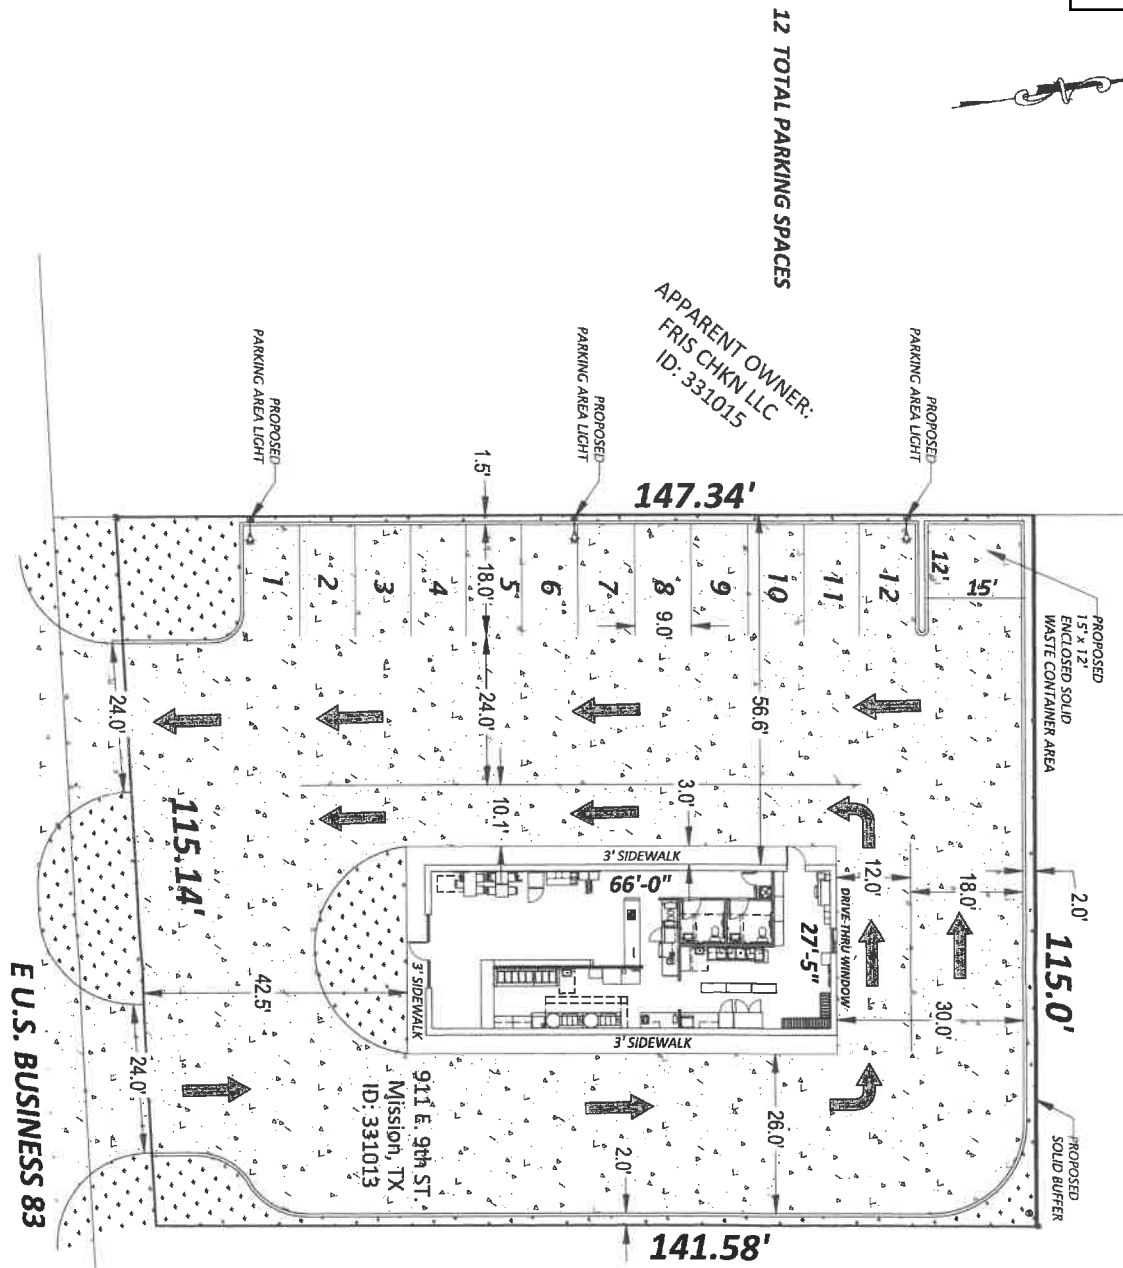 12 TOTAL PARKING SPACES
APPARENT OWNER:
FRIS CHKN LLC
ID: 331015
PROPOSED
PARKING AREA LIGHT
PROPOSED
PARKING AREA LIGHT
PROPOSED
PARKING AREA LIGHT
PROPOSED
15' x 12'
ENCLOSED SOLID
WASTE CONTAINER AREA
1.5'
147.34'
1
2
3
4
5
6
7
8
9
10
11
12
12'
15'
18.0'
9.0'
24.0'
24.0'
56.6'
3.0'
10.1'
115.14'
3' SIDEWALK
66'-0"
12.0'
18.0'
2.0'
115.0'
DRIVE-THRU WINDOW
27'-5"
30.0'
3' SIDEWALK
42.5'
3' SIDEWALK
24.0'
26.0'
2.0'
911 E. 9th ST.
Mission, TX
ID: 331013
PROPOSED
SOLID BUFFER
141.58'
E U.S. BUSINESS 83